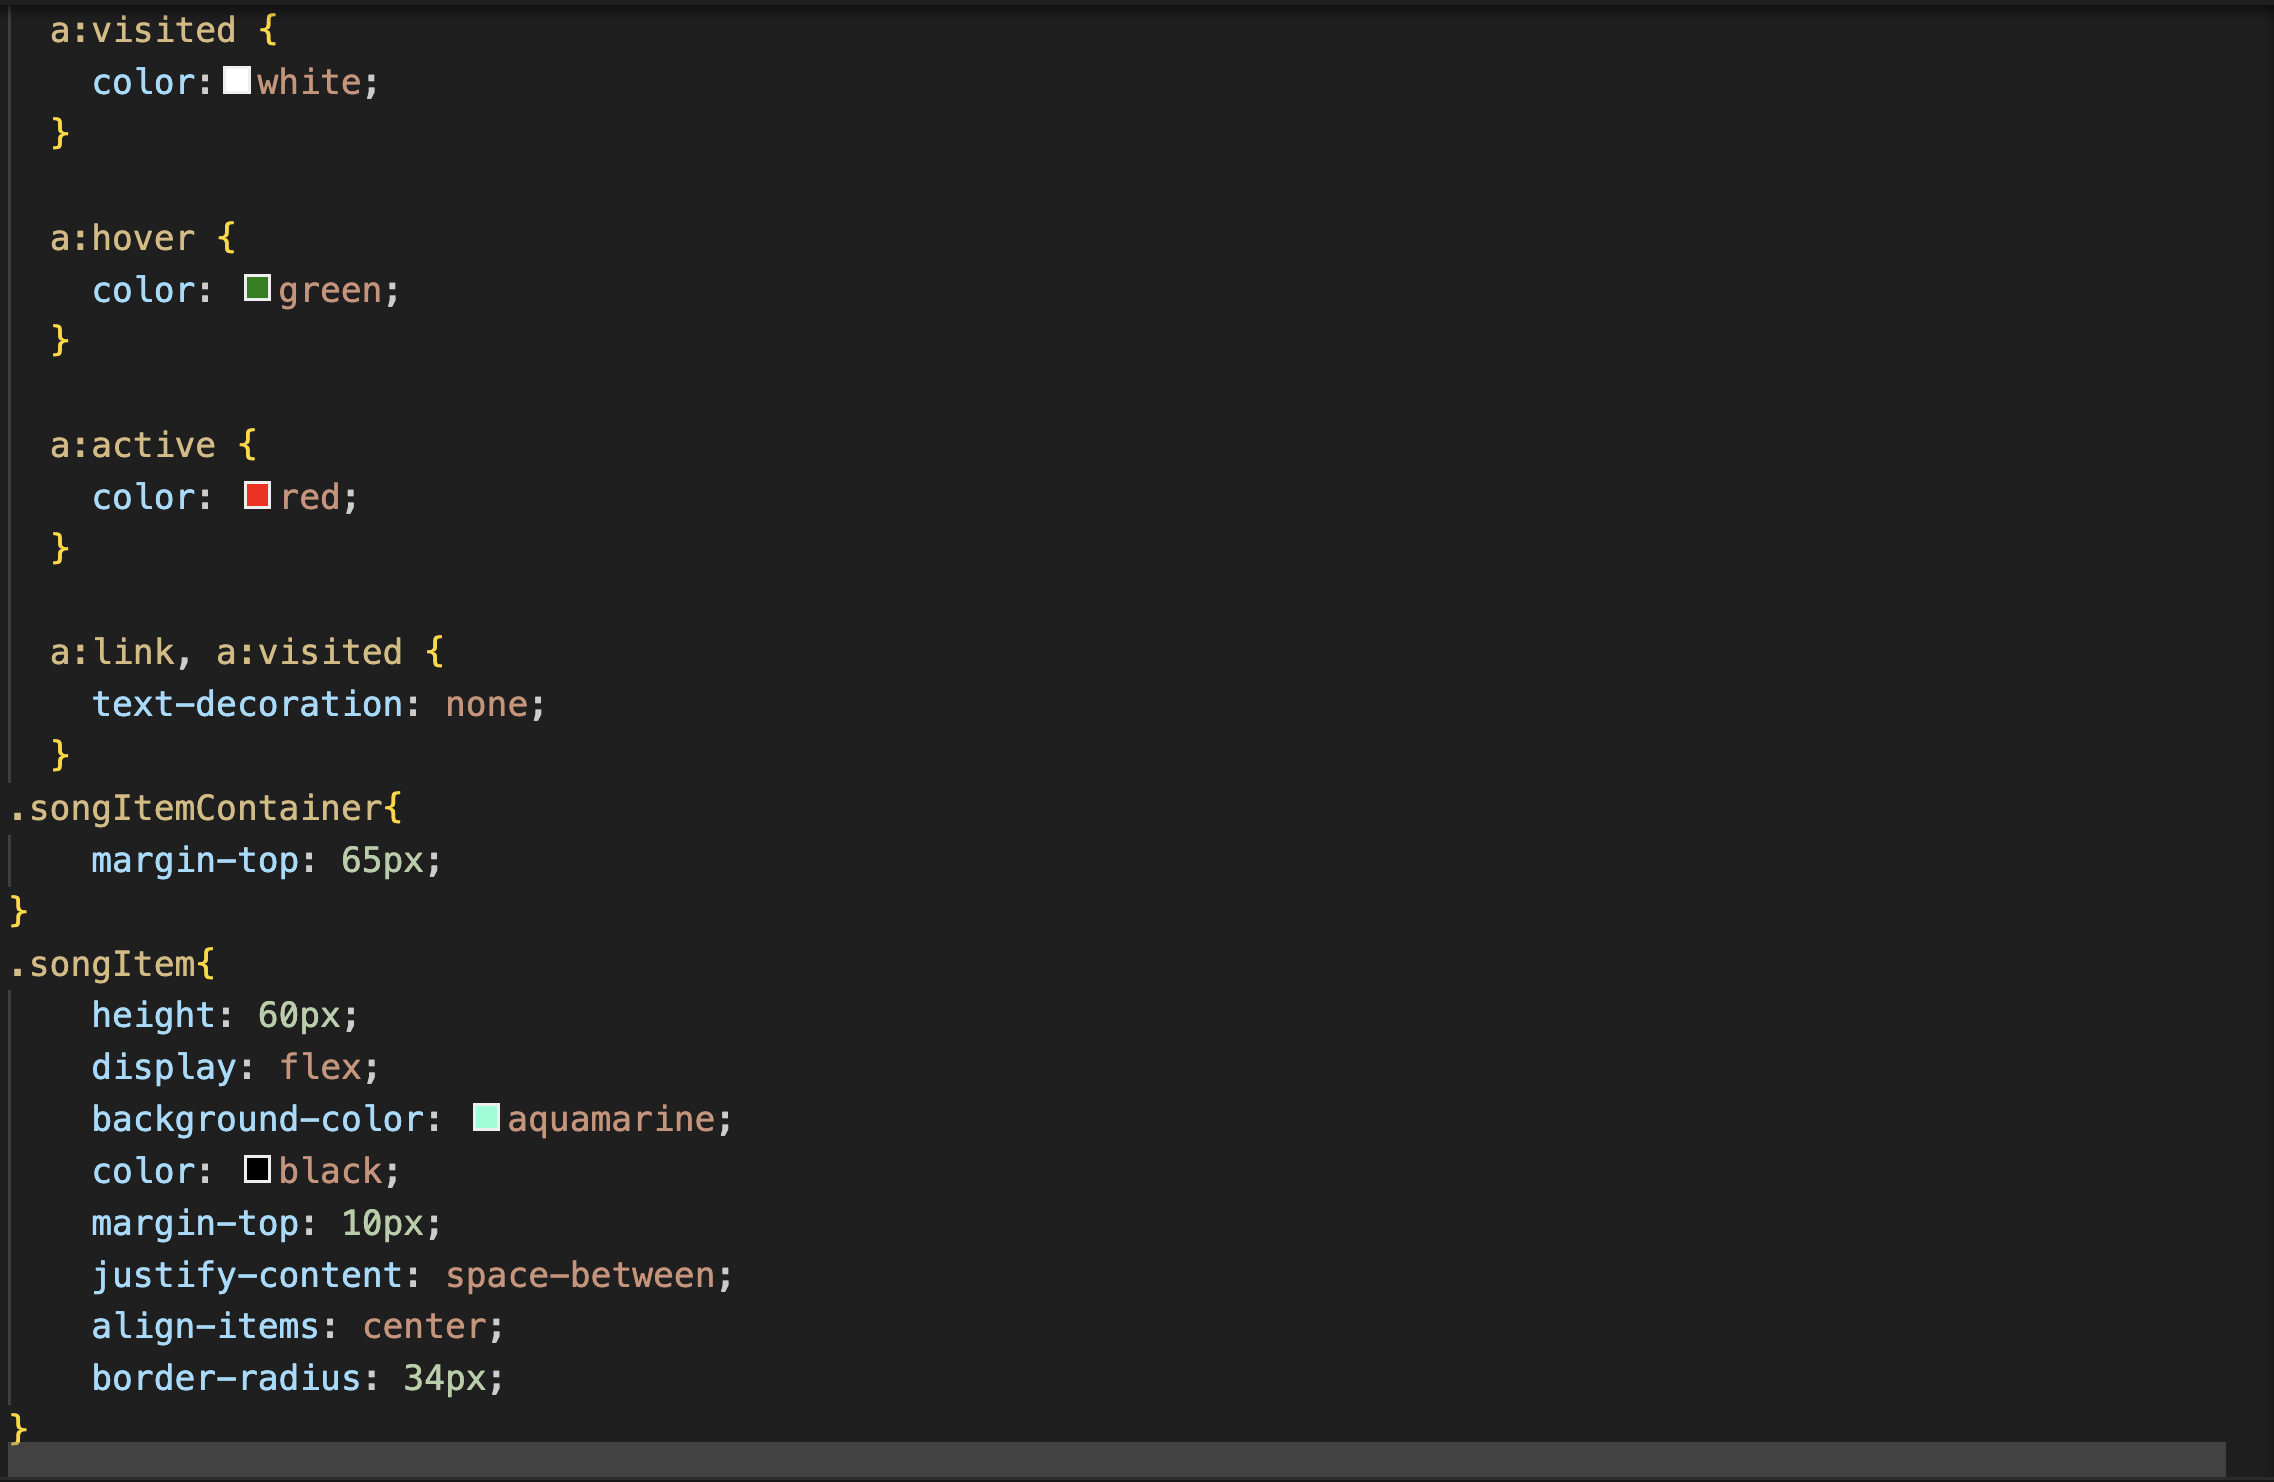 a:visited {
color: white;
}
a:hover {
color: green;
}
a:active {
color: red;
}
a:link, a:visited {
text-decoration: none;
}
.songItemContainer{
margin-top: 65px;
}
.songItem{
height: 60px;
display: flex;
background-color: aquamarine;
color: black;
margin-top: 10px;
justify-content: space-between;
align-items: center;
border-radius: 34px;
}